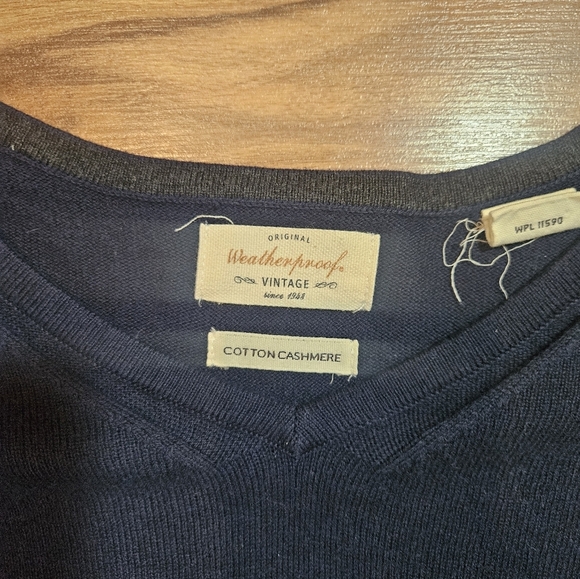 ORIGINAL
Weatherproof®
VINTAGE
since 1948
COTTON CASHMERE
WPL 11590